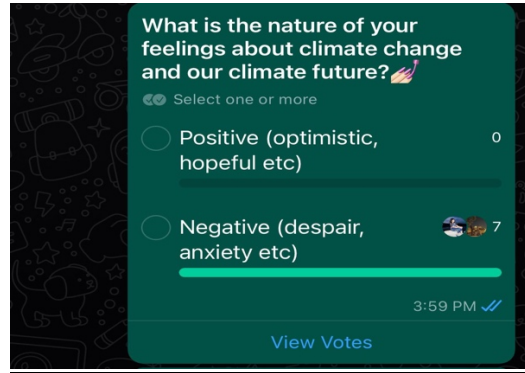 What is the nature of your
feelings about climate change
and our climate future?💅🏻
Select one or more
Positive (optimistic, 0
hopeful etc)
Negative (despair, 7
anxiety etc)
3:59 PM
View Votes